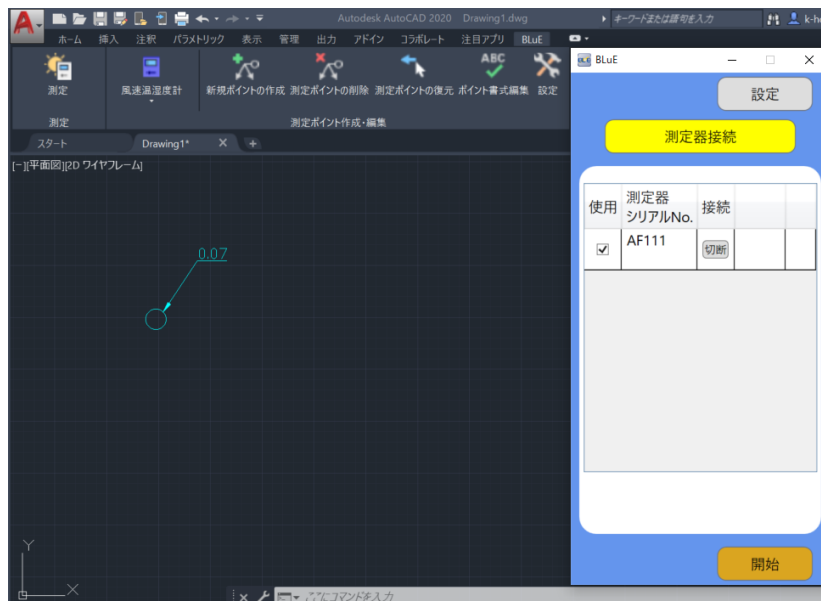 Autodesk AutoCAD 2020 Drawing1.dwg
キーワードまたは語句を入力
ホーム 挿入 注釈 パラメトリック 表示 管理 出力 アドイン コラボレート 注目アプリ BLuE
測定
風速温湿度計
新規ポイントの作成
測定ポイントの削除
測定ポイントの復元
ABC
ポイント書式編集
設定
測定
測定ポイント作成・編集
スタート
Drawing1*
[−][平面図][2D ワイヤフレーム]
0.07
Y
X
ここにコマンドを入力
BLuE
設定
測定器接続
使用
測定器
シリアルNo.
接続
AF111
切断
開始